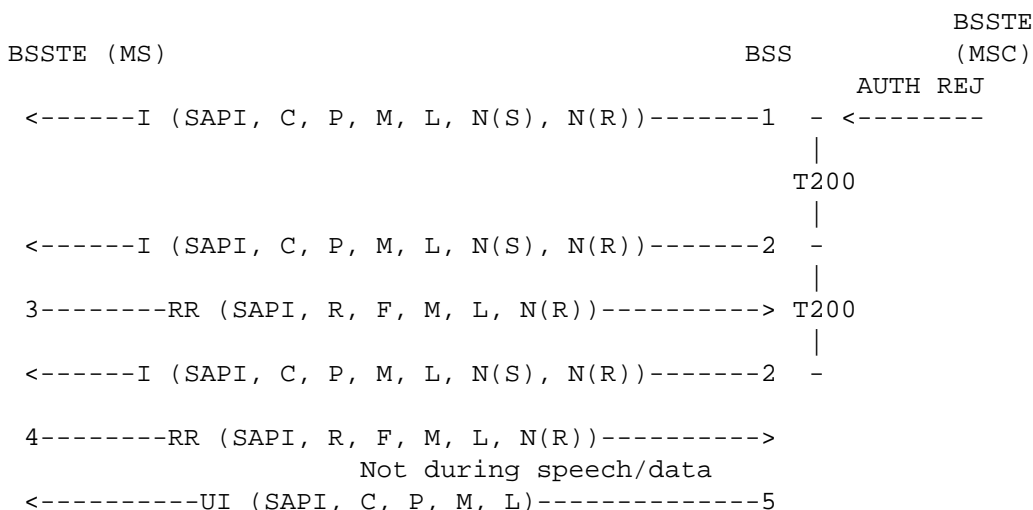 BSSTE
BSSTE (MS)                                         BSS             (MSC)
                                                           AUTH REJ
 <------I (SAPI, C, P, M, L, N(S), N(R))-------1  - <--------
                                                  |
                                                T200
                                                  |
 <------I (SAPI, C, P, M, L, N(S), N(R))-------2  -
                                                  |
 3--------RR (SAPI, R, F, M, L, N(R))----------> T200
                                                  |
 <------I (SAPI, C, P, M, L, N(S), N(R))-------2  -
 4--------RR (SAPI, R, F, M, L, N(R))---------->
                       Not during speech/data
 <----------UI (SAPI, C, P, M, L)--------------5